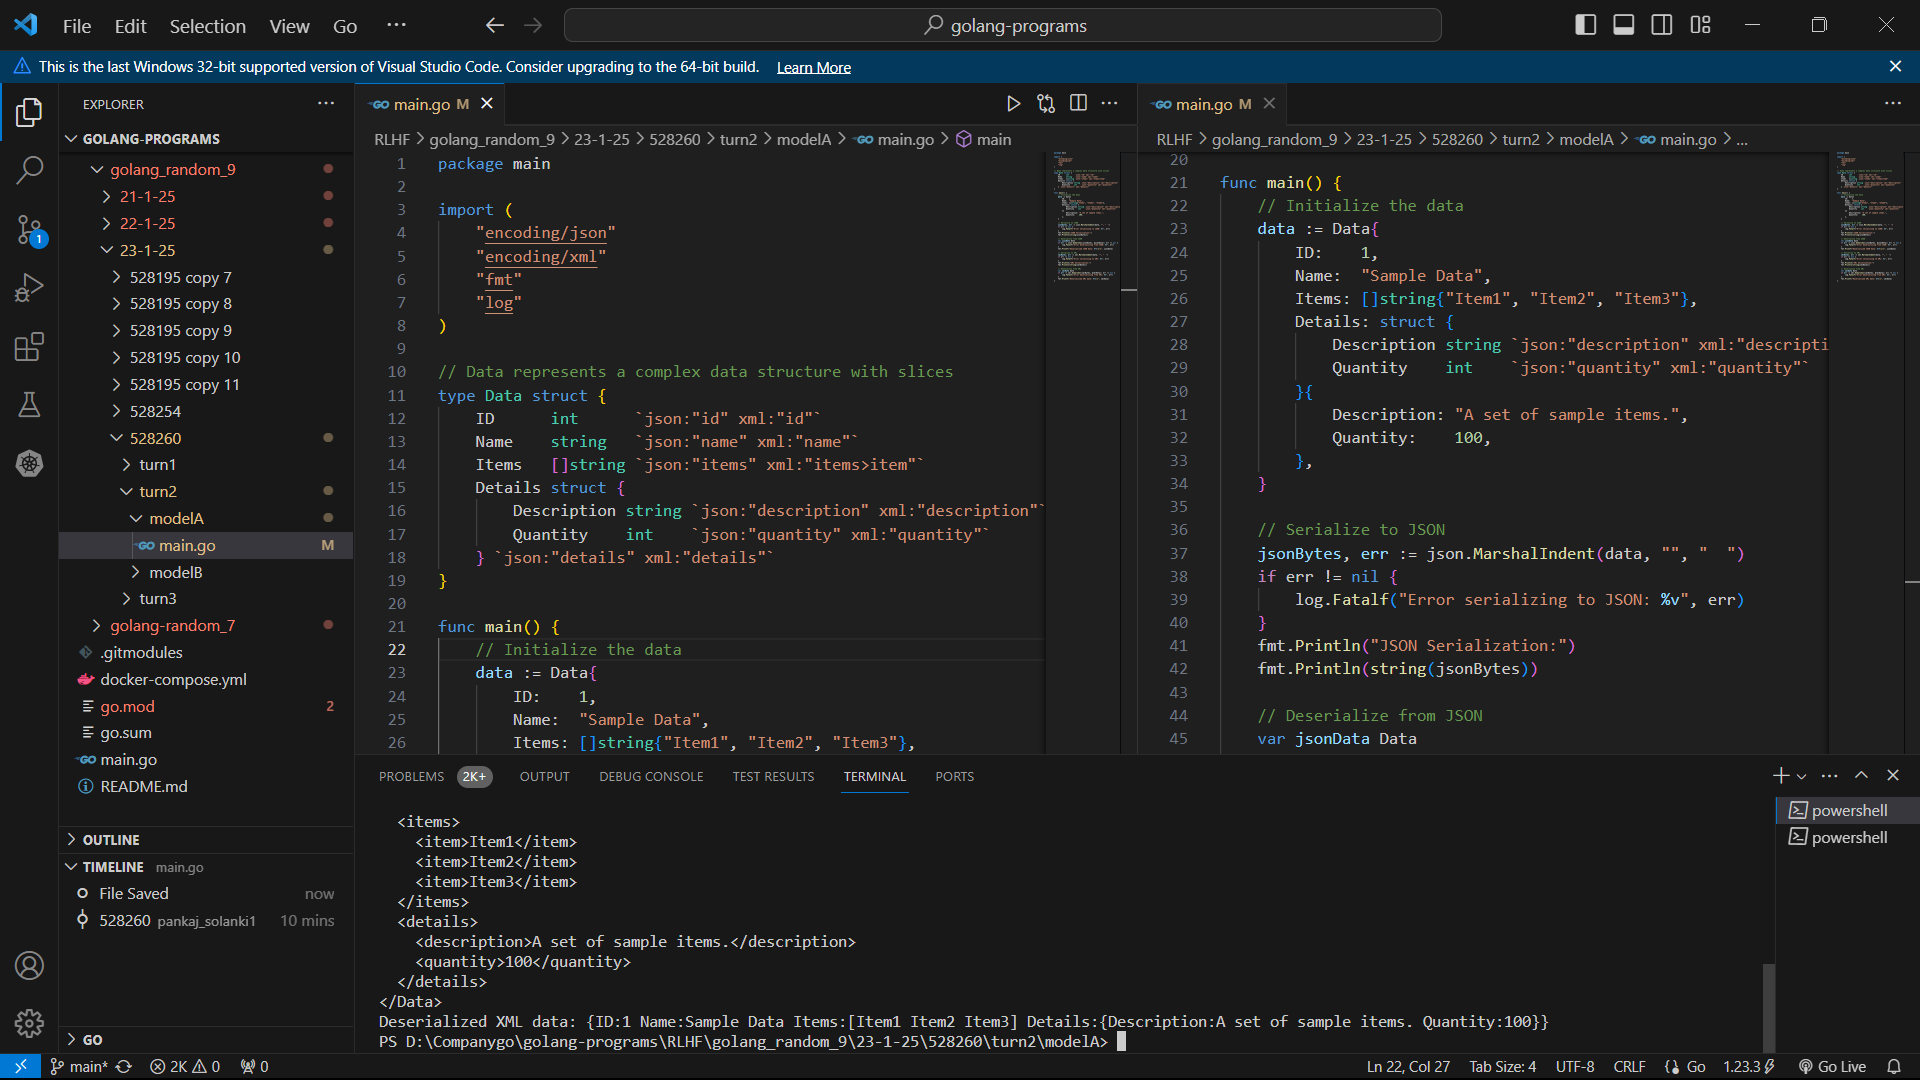 File Edit Selection View Go ··· golang-programs
This is the last Windows 32-bit supported version of Visual Studio Code. Consider upgrading to the 64-bit build. Learn More
EXPLORER
GOLANG-PROGRAMS
golang_random_9
21-1-25
22-1-25
23-1-25
528195 copy 7
528195 copy 8
528195 copy 9
528195 copy 10
528195 copy 11
528254
528260
turn1
turn2
modelA
main.go M
modelB
turn3
golang-random_7
.gitmodules
docker-compose.yml
go.mod 2
go.sum
main.go
README.md
OUTLINE
TIMELINE main.go
File Saved now
528260 pankaj_solanki1 10 mins
GO
1
main.go M
RLHF > golang_random_9 > 23-1-25 > 528260 > turn2 > modelA > main.go > main
1 package main
2
3 import (
4 "encoding/json"
5 "encoding/xml"
6 "fmt"
7 "log"
8 )
9
10 // Data represents a complex data structure with slices
11 type Data struct {
12 ID int `json:"id" xml:"id"`
13 Name string `json:"name" xml:"name"`
14 Items []string `json:"items" xml:"items>item"`
15 Details struct {
16 Description string `json:"description" xml:"description"`
17 Quantity int `json:"quantity" xml:"quantity"`
18 } `json:"details" xml:"details"`
19 }
20
21 func main() {
22 // Initialize the data
23 data := Data{
24 ID: 1,
25 Name: "Sample Data",
26 Items: []string{"Item1", "Item2", "Item3"},
main.go M
RLHF > golang_random_9 > 23-1-25 > 528260 > turn2 > modelA > main.go > ...
20
21 func main() {
22 // Initialize the data
23 data := Data{
24 ID: 1,
25 Name: "Sample Data",
26 Items: []string{"Item1", "Item2", "Item3"},
27 Details: struct {
28 Description string `json:"description" xml:"descripti
29 Quantity int `json:"quantity" xml:"quantity"`
30 }{
31 Description: "A set of sample items.",
32 Quantity: 100,
33 },
34 }
35
36 // Serialize to JSON
37 jsonBytes, err := json.MarshalIndent(data, "", "  ")
38 if err != nil {
39 log.Fatalf("Error serializing to JSON: %v", err)
40 }
41 fmt.Println("JSON Serialization:")
42 fmt.Println(string(jsonBytes))
43
44 // Deserialize from JSON
45 var jsonData Data
PROBLEMS 2K+ OUTPUT DEBUG CONSOLE TEST RESULTS TERMINAL PORTS
<items>
<item>Item1</item>
<item>Item2</item>
<item>Item3</item>
</items>
<details>
<description>A set of sample items.</description>
<quantity>100</quantity>
</details>
</Data>
Deserialized XML data: {ID:1 Name:Sample Data Items:[Item1 Item2 Item3] Details:{Description:A set of sample items. Quantity:100}}
PS D:\Companygo\golang-programs\RLHF\golang_random_9\23-1-25\528260\turn2\modelA>
powershell
powershell
main* 2K 0 0 Ln 22, Col 27 Tab Size: 4 UTF-8 CRLF Go 1.23.3 Go Live